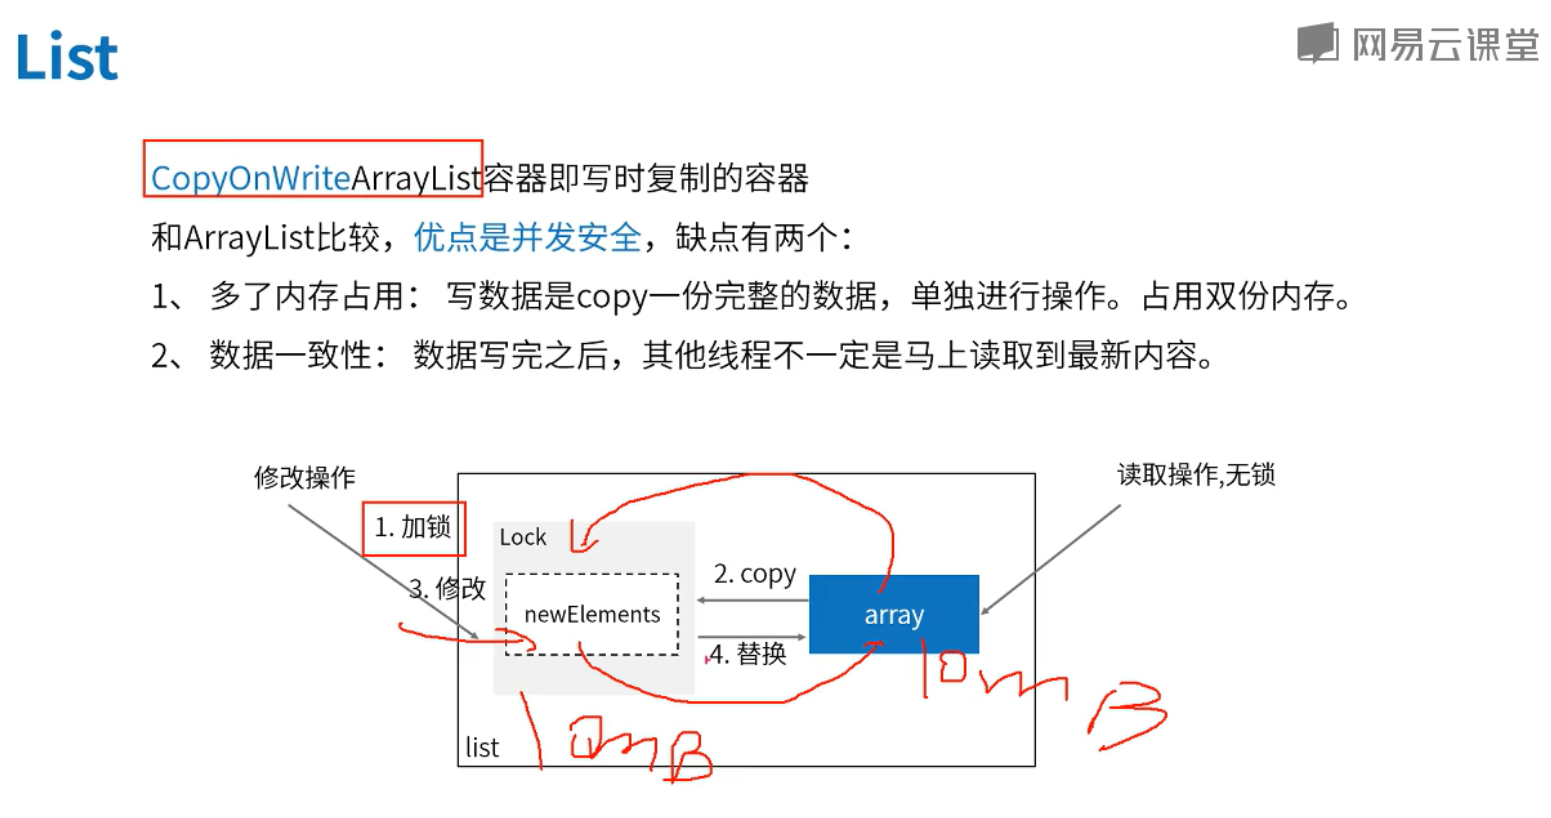 List
网易云课堂
CopyOnWriteArrayList容器即写时复制的容器
和ArrayList比较，优点是并发安全，缺点有两个：
1、 多了内存占用： 写数据是copy一份完整的数据，单独进行操作。占用双份内存。
2、 数据一致性： 数据写完之后，其他线程不一定是马上读取到最新内容。
修改操作
读取操作,无锁
1. 加锁
Lock
2. copy
3. 修改
newElements
array
4. 替换
10mB
10mB
list